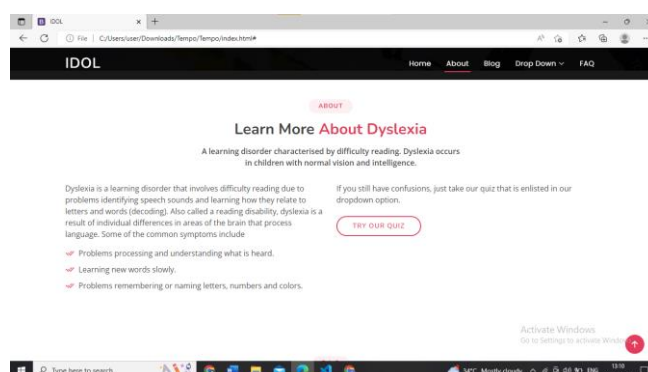 IDOL
File | C:/Users/user/Downloads/Tempo/Tempo/index.html#
IDOL
Home About Blog Drop Down FAQ
ABOUT
Learn More About Dyslexia
A learning disorder characterised by difficulty reading. Dyslexia occurs
in children with normal vision and intelligence.
Dyslexia is a learning disorder that involves difficulty reading due to
problems identifying speech sounds and learning how they relate to
letters and words (decoding). Also called a reading disability, dyslexia is a
result of individual differences in areas of the brain that process
language. Some of the common symptoms include
Problems processing and understanding what is heard.
Learning new words slowly.
Problems remembering or naming letters, numbers and colors.
If you still have confusions, just take our quiz that is enlisted in our
dropdown option.
TRY OUR QUIZ
Activate Windows
Go to Settings to activate Windows
Type here to search
34°C Mostly cloudy
ENG
13:10